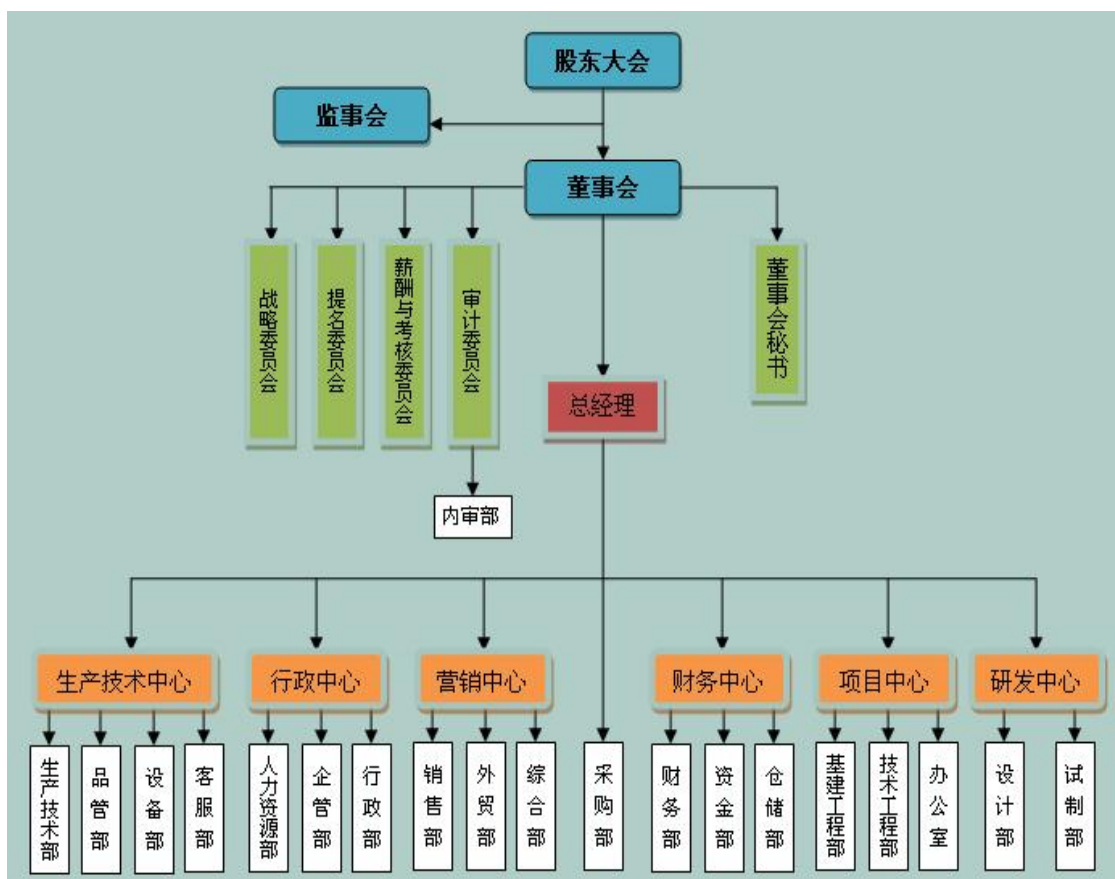 股东大会
监事会
董事会
战略委员会
提名委员会
薪酬与考核委员会
审计委员会
董事会秘书
总经理
内审部
生产技术中心
行政中心
营销中心
财务中心
项目中心
研发中心
生产技术部
品管部
设备部
客服部
人力资源部
企管部
行政部
销售部
外贸部
综合部
采购部
财务部
资金部
仓储部
基建工程部
技术工程部
办公室
设计部
试制部